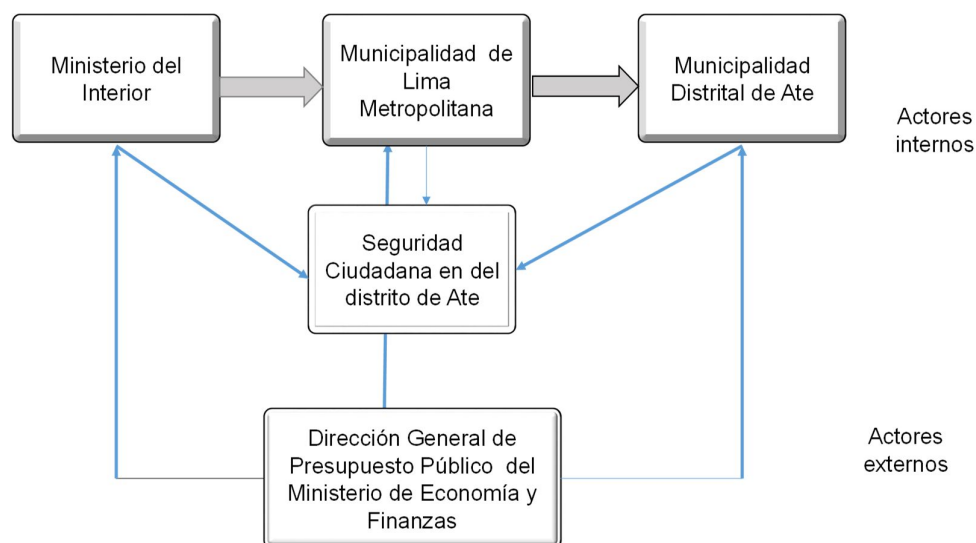 Ministerio del
Interior
Municipalidad de
Lima
Metropolitana
Municipalidad
Distrital de Ate
Actores
internos
Seguridad
Ciudadana en del
distrito de Ate
Dirección General de
Presupuesto Público del
Ministerio de Economía y
Finanzas
Actores
externos